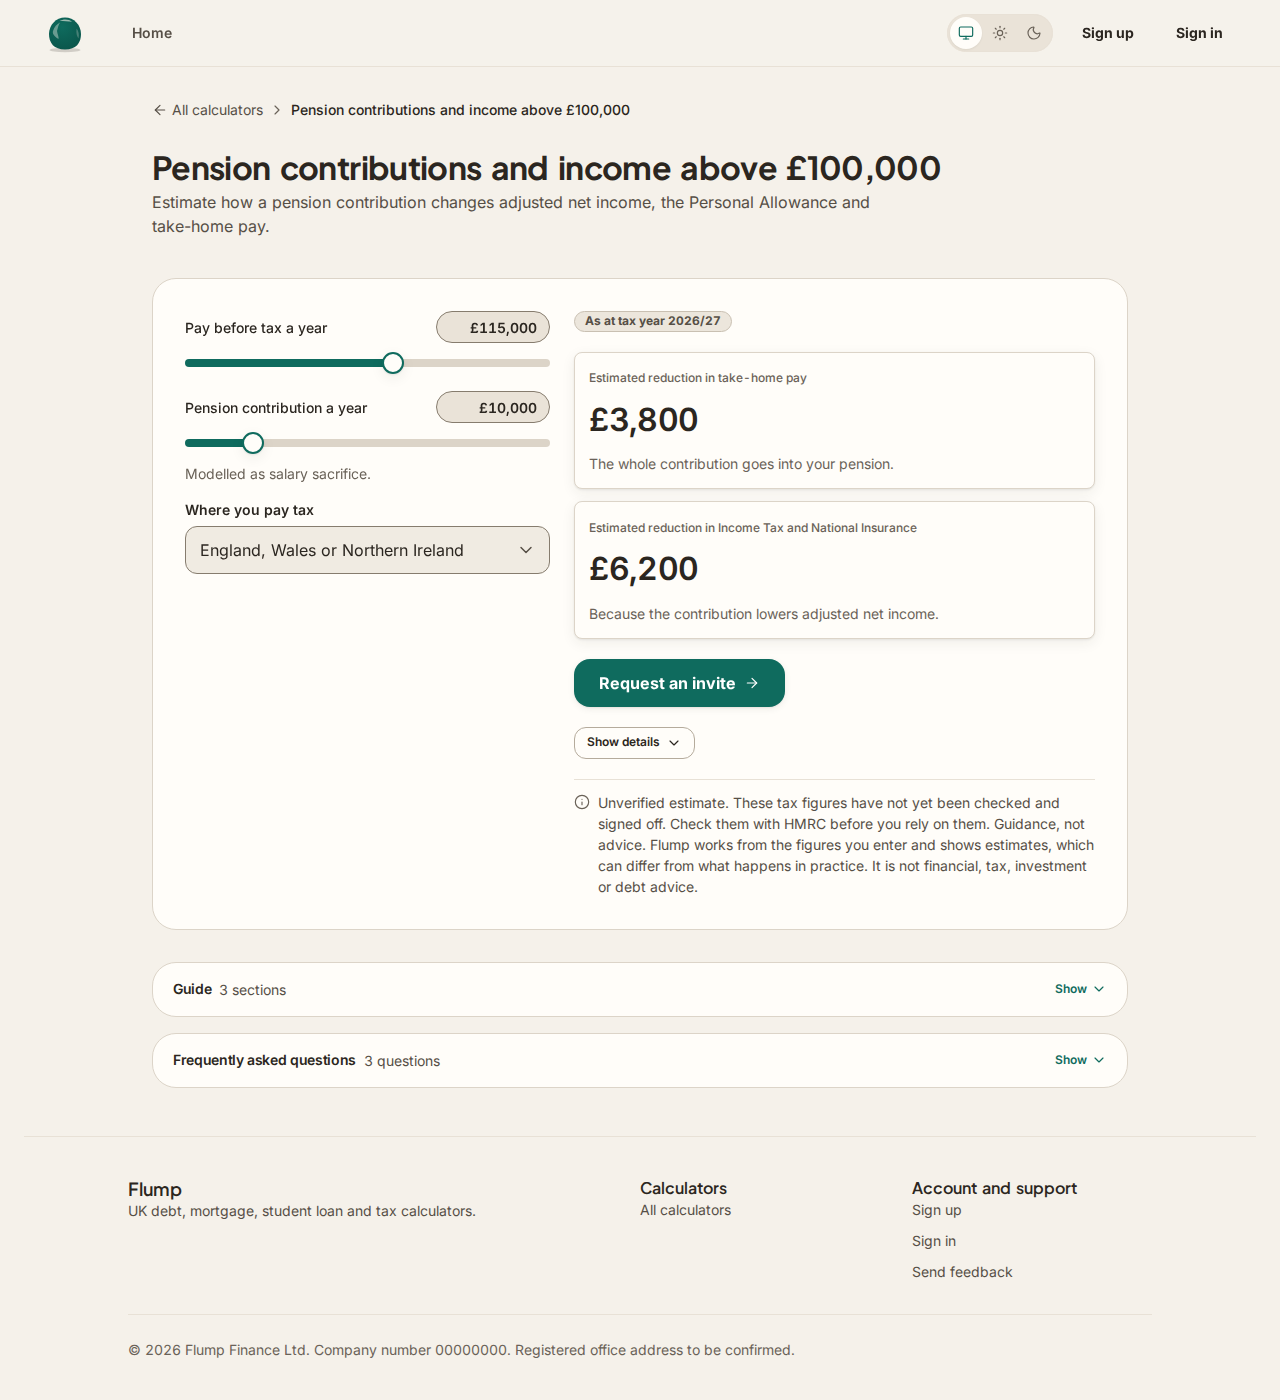 Home
Sign up
Sign in
All calculators
Pension contributions and income above £100,000
Pension contributions and income above £100,000
Estimate how a pension contribution changes adjusted net income, the Personal Allowance and
take-home pay.
Pay before tax a year
£115,000
Pension contribution a year
£10,000
Modelled as salary sacrifice.
Where you pay tax
England, Wales or Northern Ireland
As at tax year 2026/27
Estimated reduction in take-home pay
£3,800
The whole contribution goes into your pension.
Estimated reduction in Income Tax and National Insurance
£6,200
Because the contribution lowers adjusted net income.
Request an invite
Show details
Unverified estimate. These tax figures have not yet been checked and
signed off. Check them with HMRC before you rely on them. Guidance, not
advice. Flump works from the figures you enter and shows estimates, which
can differ from what happens in practice. It is not financial, tax, investment
or debt advice.
Guide 3 sections
Show
Frequently asked questions 3 questions
Show
Flump
UK debt, mortgage, student loan and tax calculators.
Calculators
All calculators
Account and support
Sign up
Sign in
Send feedback
© 2026 Flump Finance Ltd. Company number 00000000. Registered office address to be confirmed.